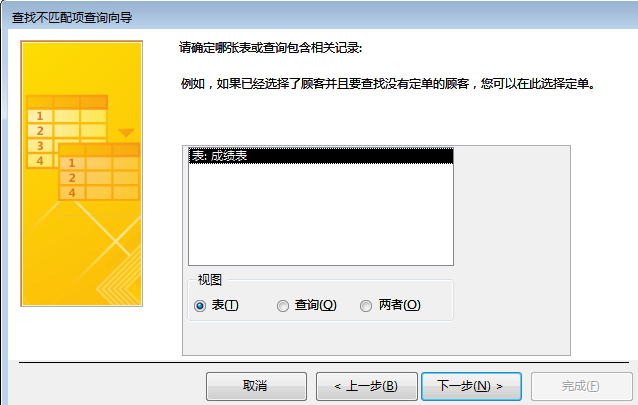 查找不匹配项查询向导
请确定哪张表或查询包含相关记录:
例如，如果已经选择了顾客并且要查找没有定单的顾客，您可以在此选择定单。
1
2
3
4
1
2
4
表: 成绩表
视图
表(T) 查询(Q) 两者(O)
取消 < 上一步(B) 下一步(N) > 完成(F)